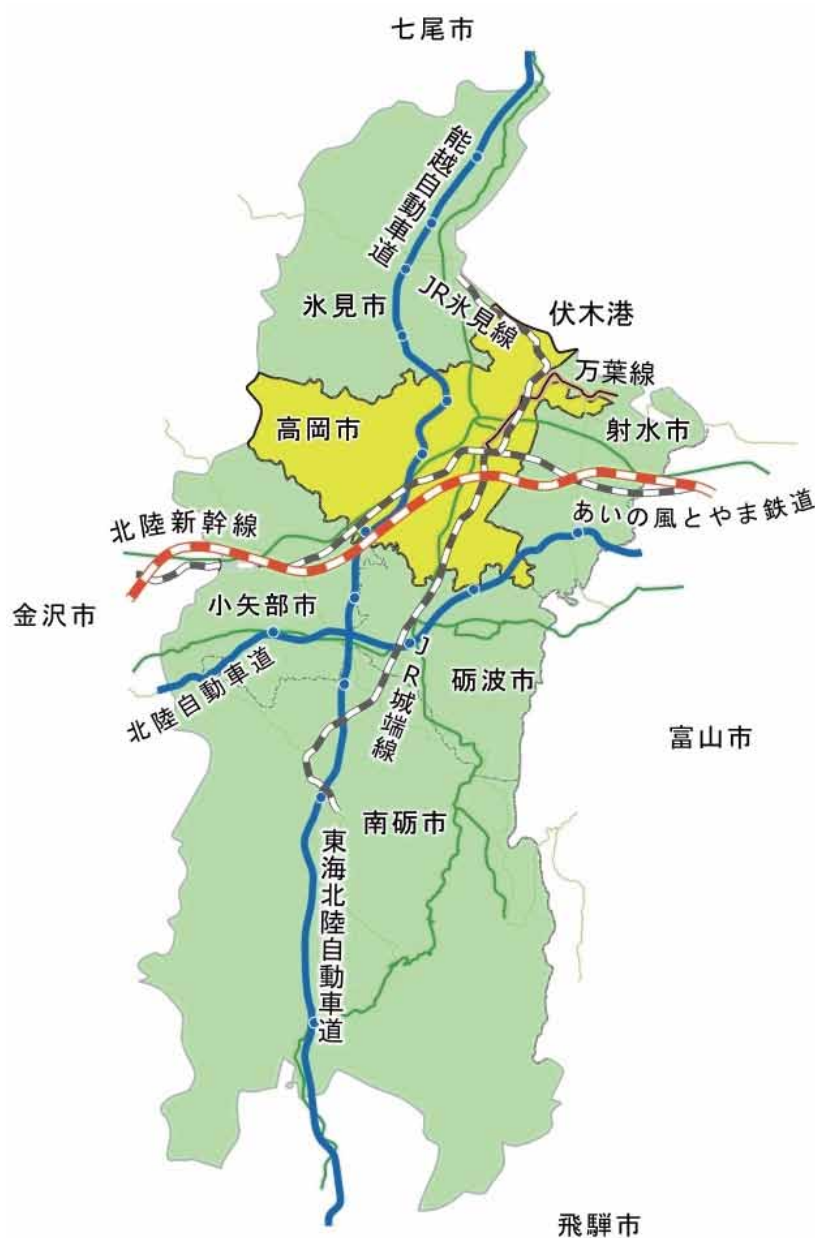 七尾市
能越自動車道
JR氷見線
氷見市
伏木港
万葉線
高岡市
射水市
北陸新幹線
あいの風とやま鉄道
金沢市
小矢部市
北陸自動車道
JR城端線
砺波市
富山市
南砺市
東海北陸自動車道
飛騨市